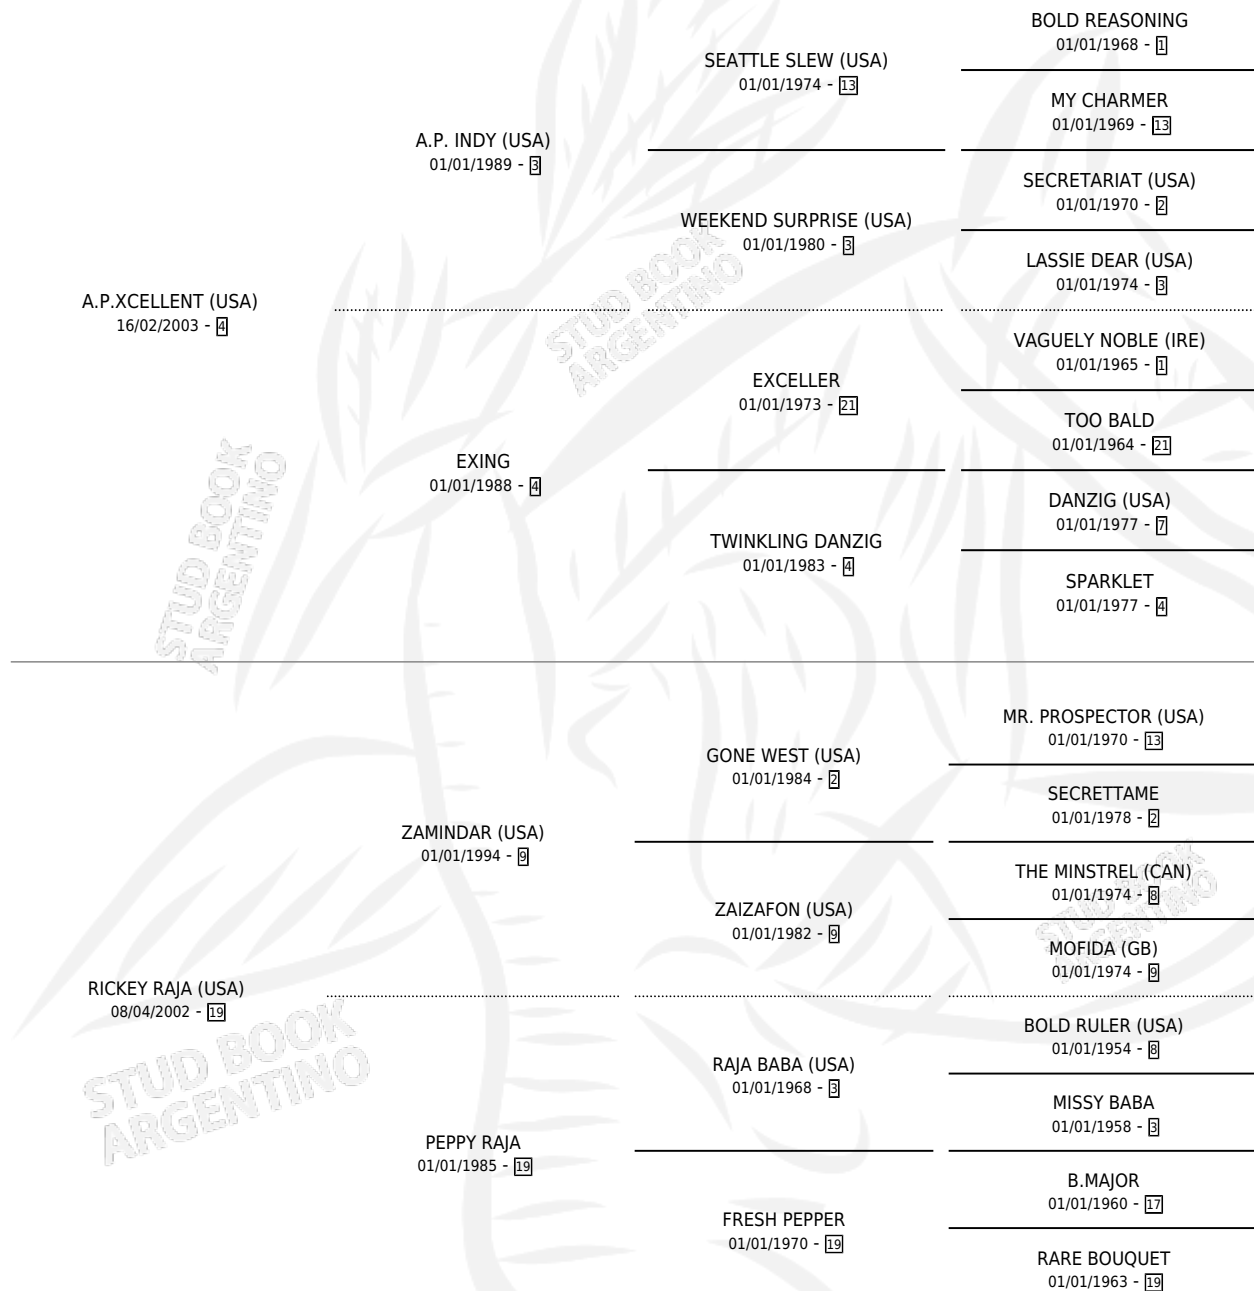 BOLD REASONING
01/01/1968 - 1
SEATTLE SLEW (USA)
01/01/1974 - 13
MY CHARMER
01/01/1969 - 13
A.P. INDY (USA)
01/01/1989 - 3
SECRETARIAT (USA)
01/01/1970 - 2
WEEKEND SURPRISE (USA)
01/01/1980 - 3
LASSIE DEAR (USA)
01/01/1974 - 3
A.P.XCELLENT (USA)
16/02/2003 - 4
STUD BOOK
ARGENTINO
VAGUELY NOBLE (IRE)
01/01/1965 - 1
EXCELLER
01/01/1973 - 21
TOO BALD
01/01/1964 - 21
EXING
01/01/1988 - 4
DANZIG (USA)
01/01/1977 - 7
TWINKLING DANZIG
01/01/1983 - 4
SPARKLET
01/01/1977 - 4
STUD BOOK
ARGENTINO
MR. PROSPECTOR (USA)
01/01/1970 - 13
GONE WEST (USA)
01/01/1984 - 2
SECRETTAME
01/01/1978 - 2
ZAMINDAR (USA)
01/01/1994 - 9
THE MINSTREL (CAN)
01/01/1974 - 8
ZAIZAFON (USA)
01/01/1982 - 9
STUD BOOK
ARGENTINO
MOFIDA (GB)
01/01/1974 - 9
RICKEY RAJA (USA)
08/04/2002 - 19
STUD BOOK
ARGENTINO
BOLD RULER (USA)
01/01/1954 - 8
RAJA BABA (USA)
01/01/1968 - 3
MISSY BABA
01/01/1958 - 3
PEPPY RAJA
01/01/1985 - 19
B.MAJOR
01/01/1960 - 17
FRESH PEPPER
01/01/1970 - 19
RARE BOUQUET
01/01/1963 - 19